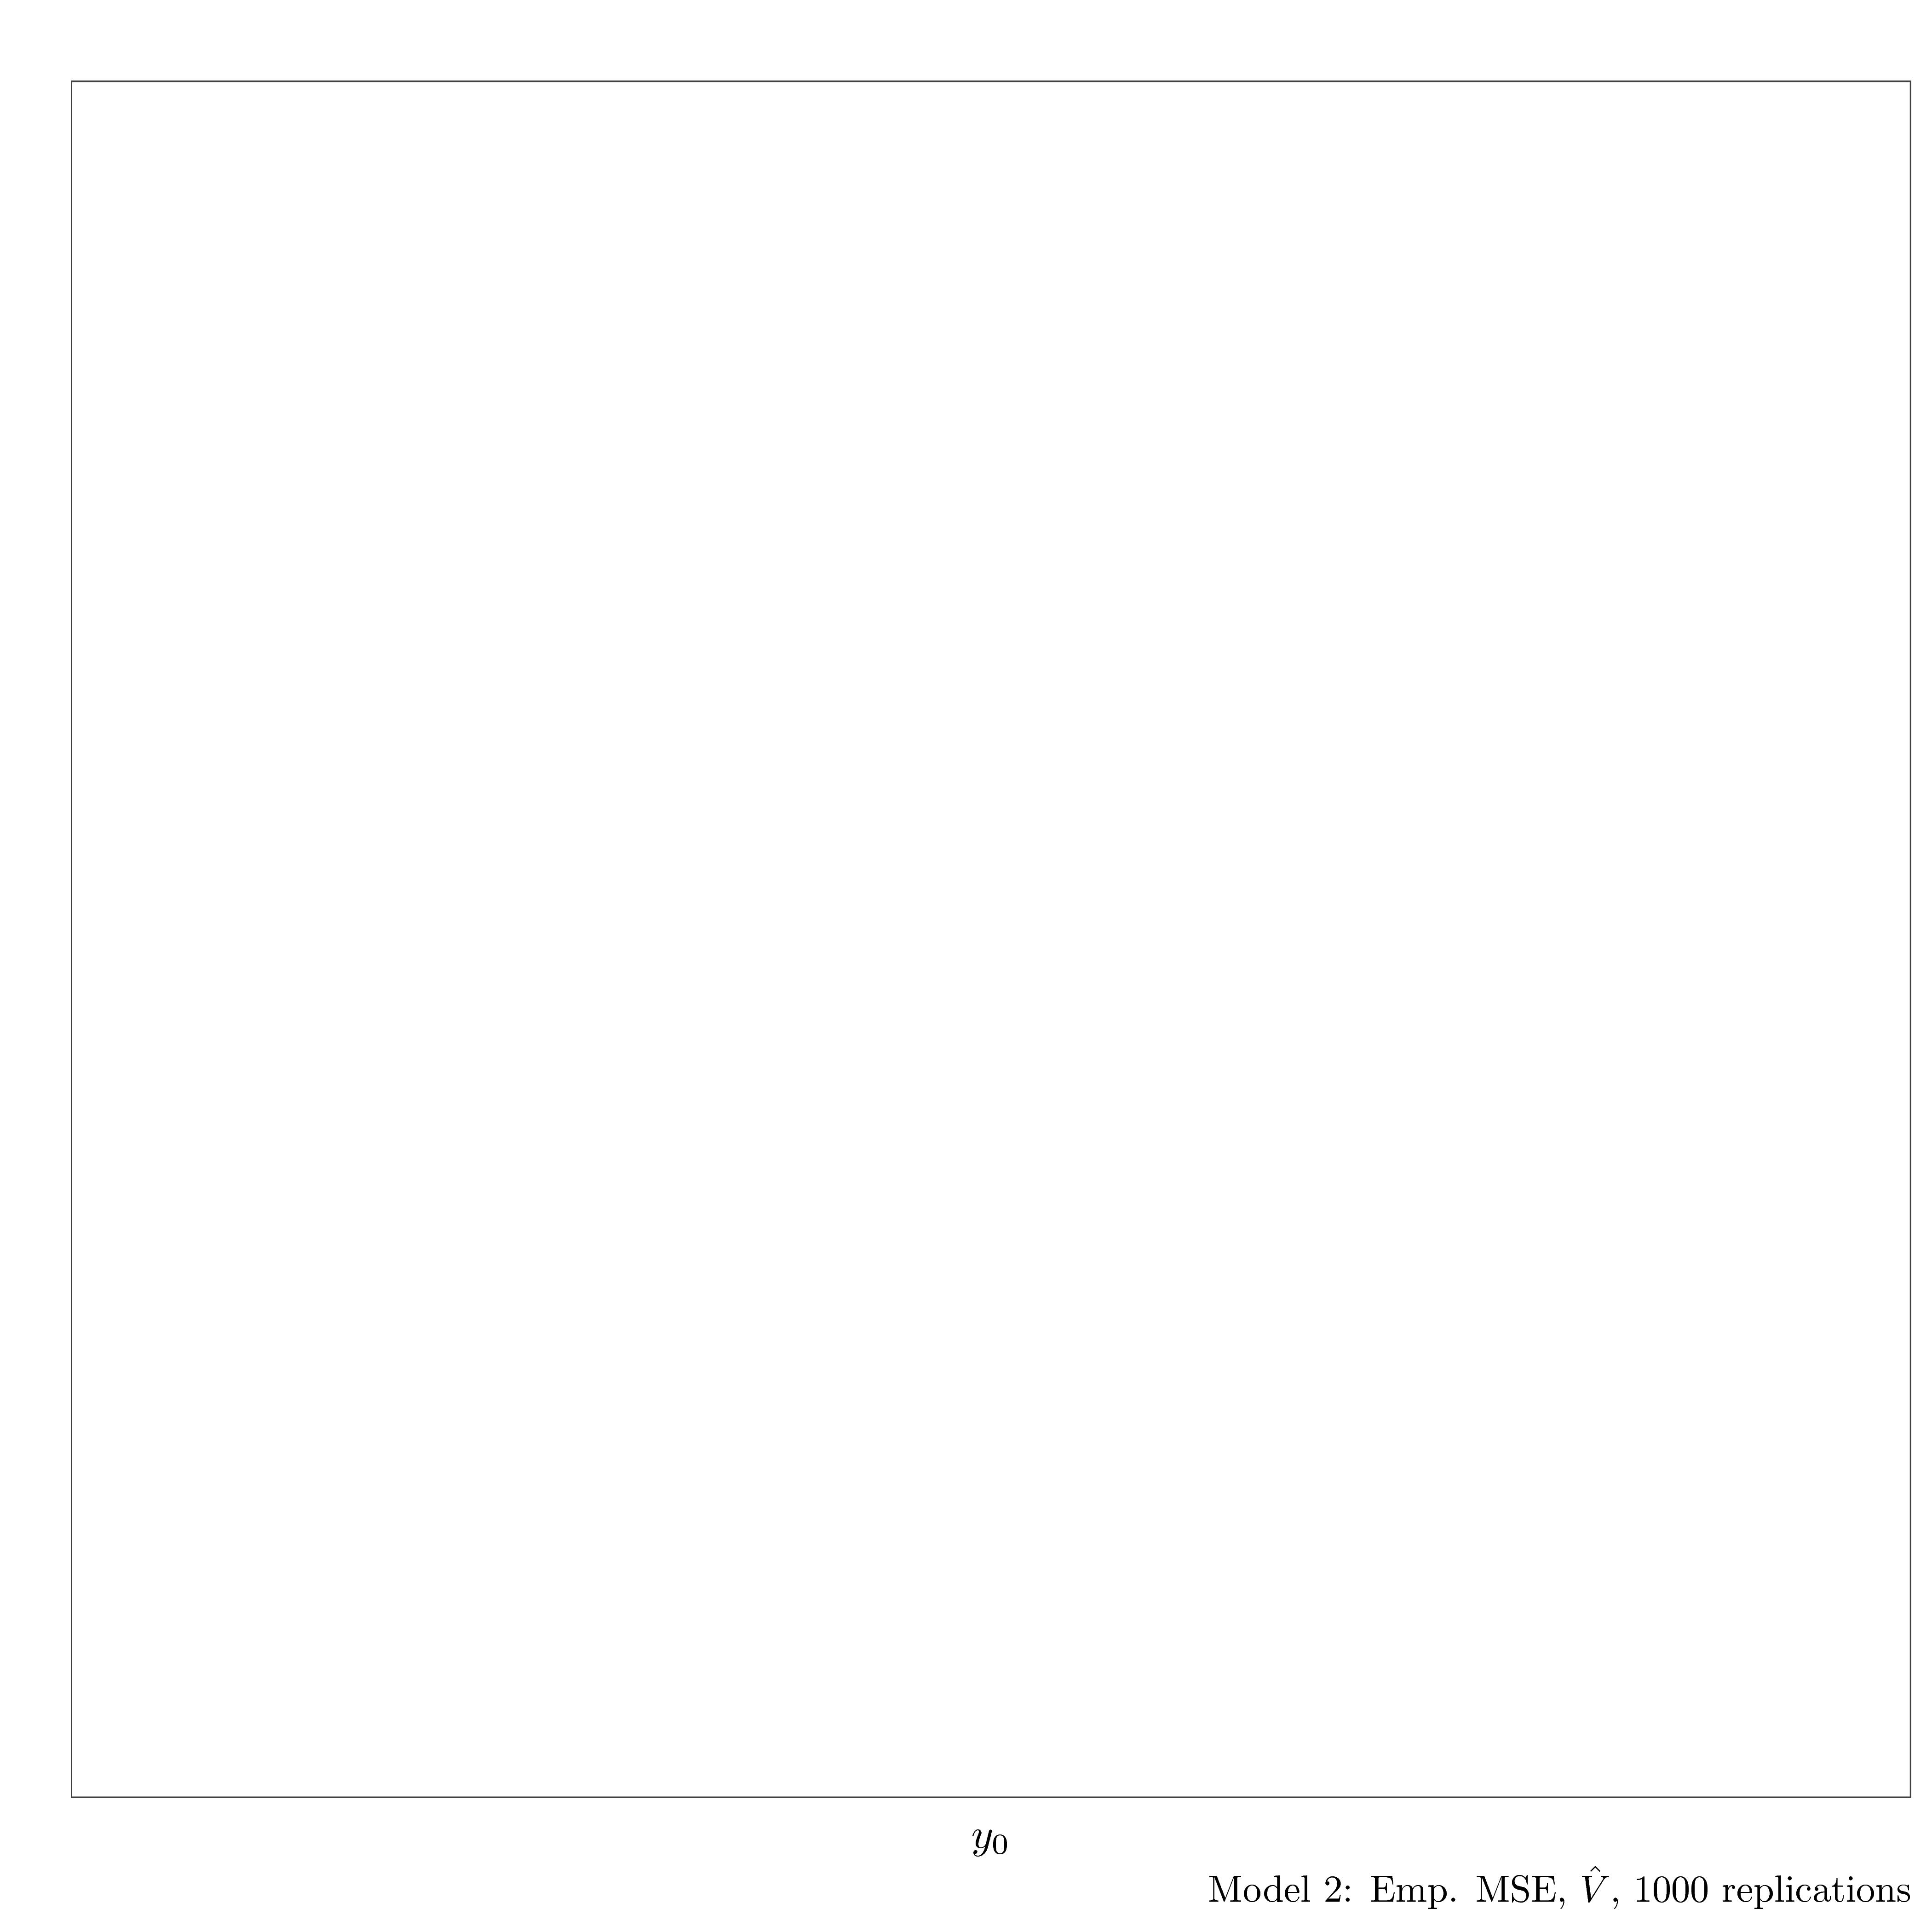 y₀
Model 2: Emp. MSE, V̂, 1000 replications